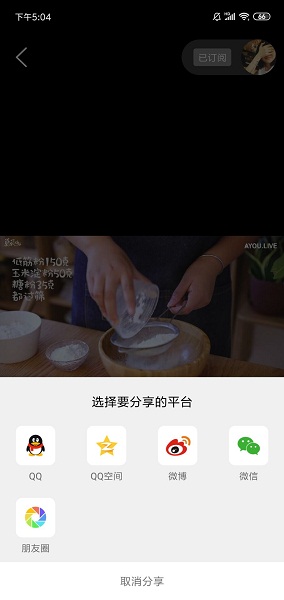 下午5:04
66
已订阅
AYOU.LIVE
低筋粉150克
玉米淀粉50克
糖粉35克
都过筛
选择要分享的平台
QQ
QQ空间
微博
微信
朋友圈
取消分享